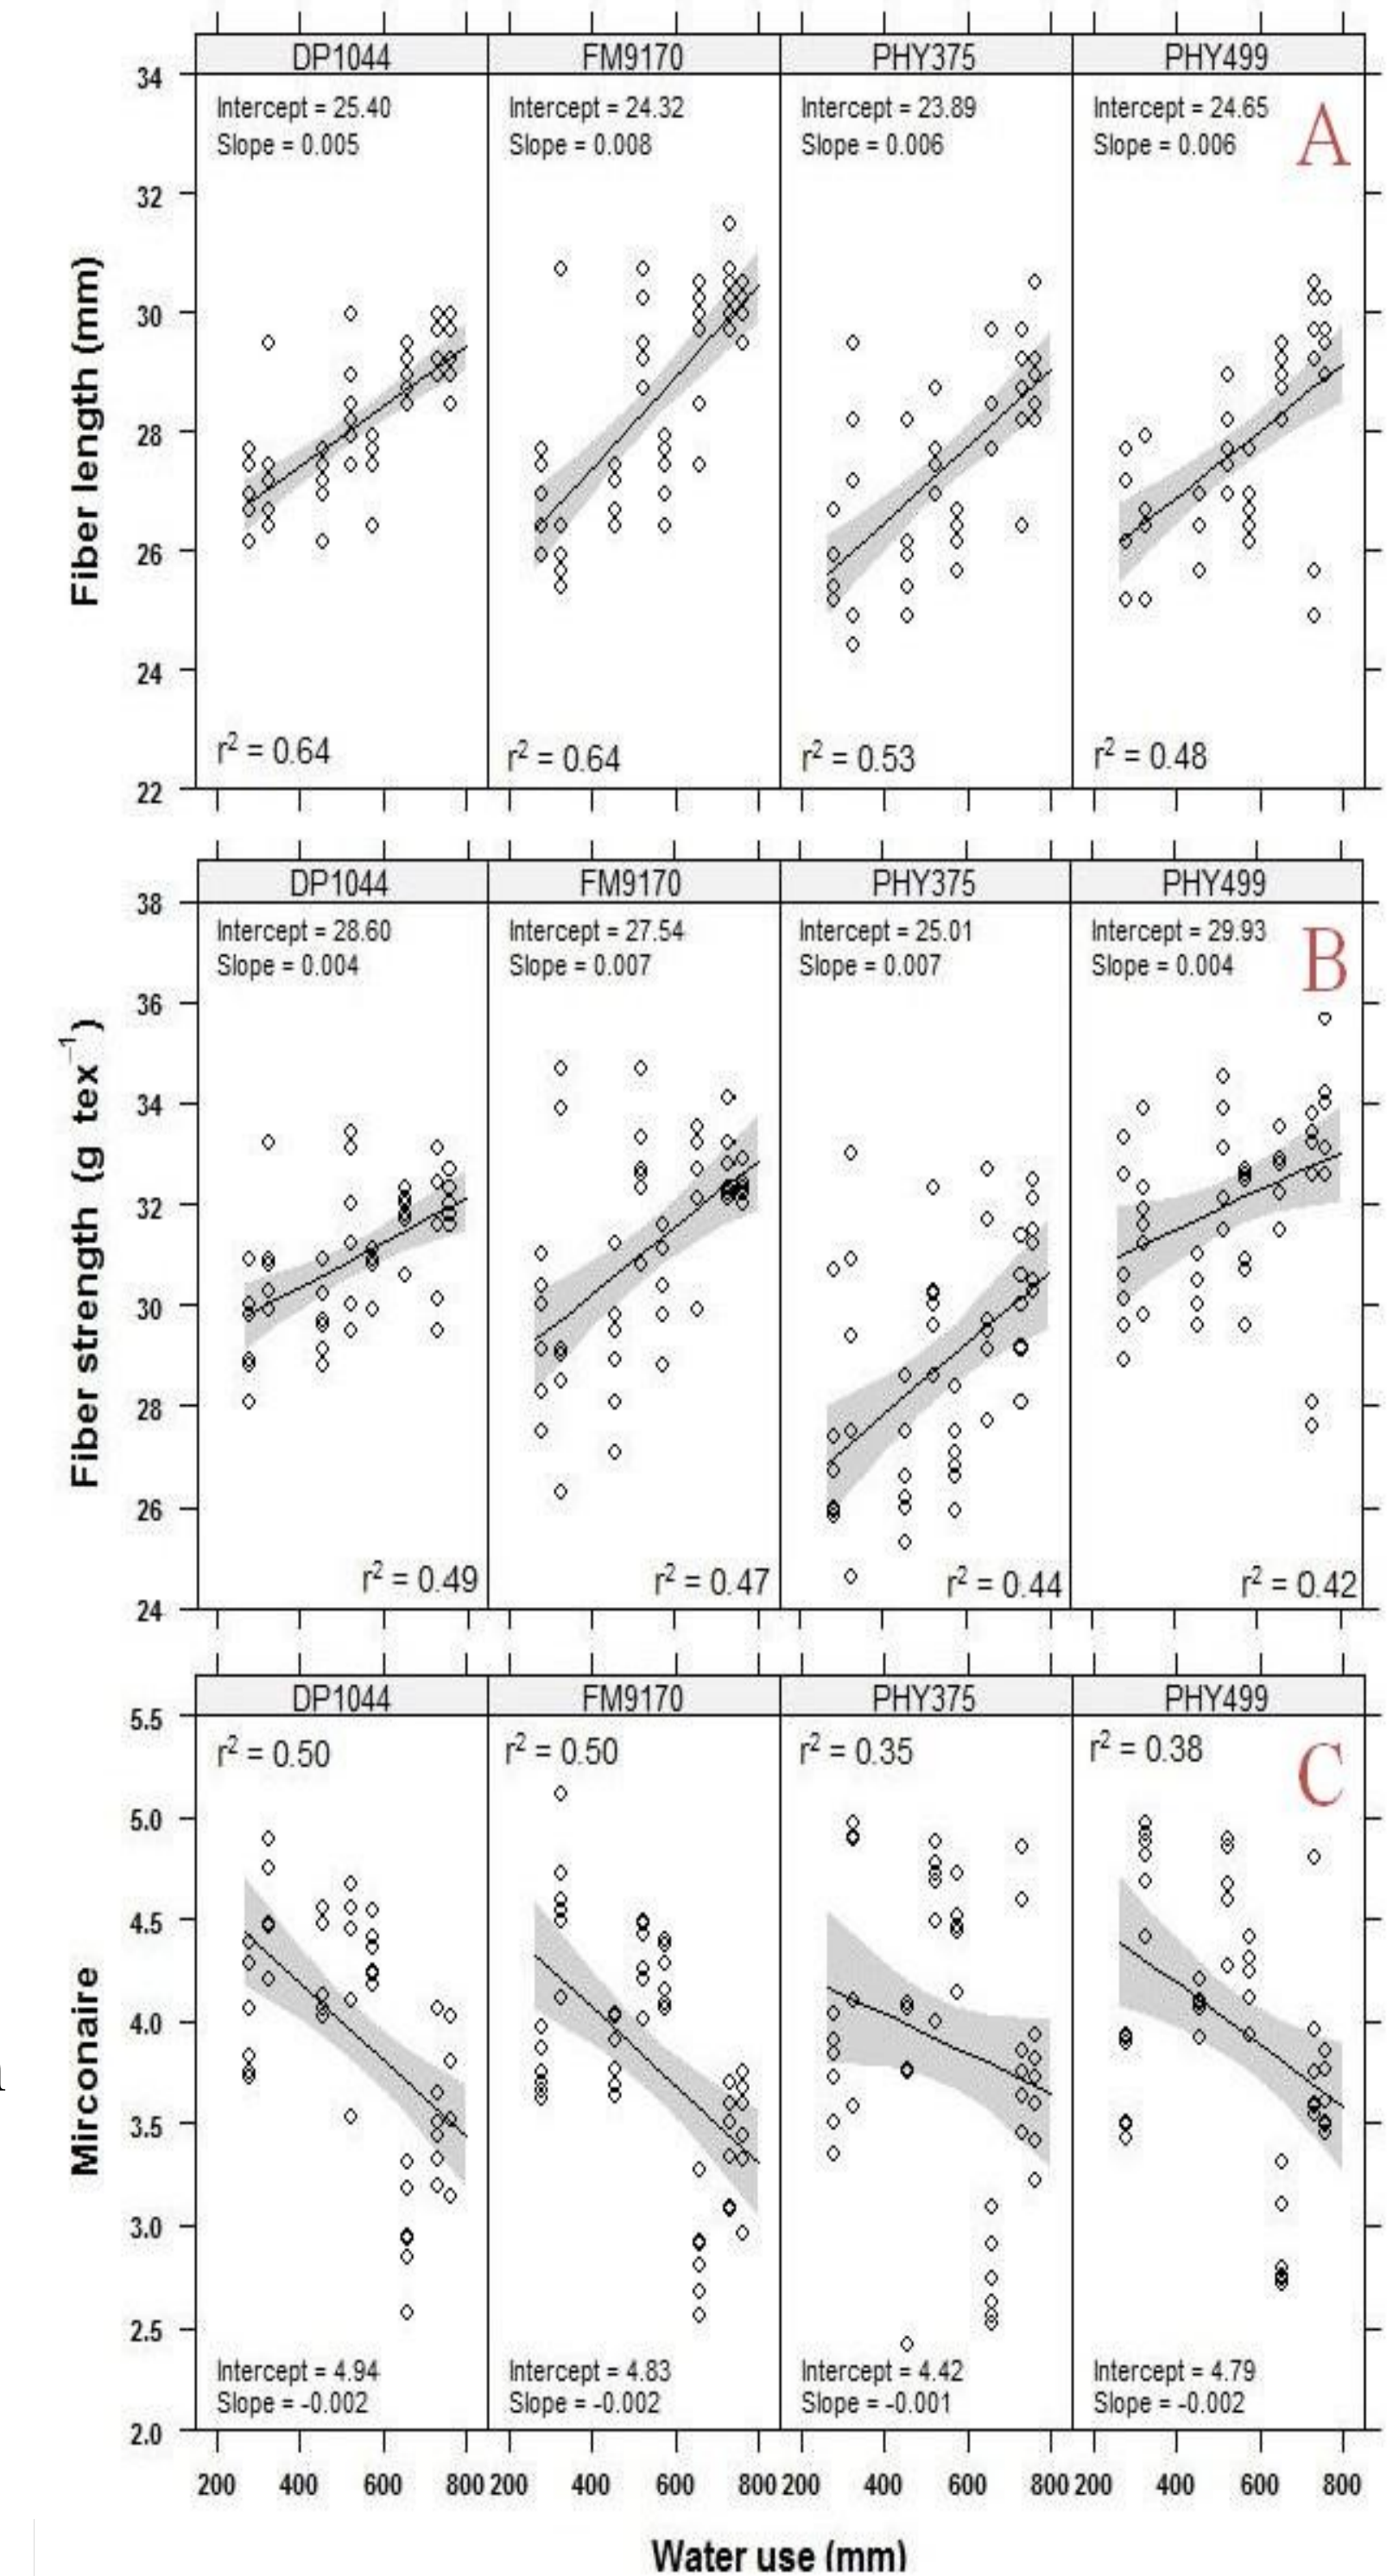 DP1044 FM9170 PHY375 PHY499
Intercept = 25.40 Intercept = 24.32 Intercept = 23.89 Intercept = 24.65
Slope = 0.005 Slope = 0.008 Slope = 0.006 Slope = 0.006
A
34
32
30
28
26
24
22
Fiber length (mm)
r² = 0.64 r² = 0.64 r² = 0.53 r² = 0.48
DP1044 FM9170 PHY375 PHY499
Intercept = 28.60 Intercept = 27.54 Intercept = 25.01 Intercept = 29.93
Slope = 0.004 Slope = 0.007 Slope = 0.007 Slope = 0.004
B
38
36
34
32
30
28
26
24
Fiber strength (g tex⁻¹)
r² = 0.49 r² = 0.47 r² = 0.44 r² = 0.42
DP1044 FM9170 PHY375 PHY499
r² = 0.50 r² = 0.50 r² = 0.35 r² = 0.38
C
5.5
5.0
4.5
4.0
3.5
3.0
2.5
2.0
Mirconaire
Intercept = 4.94 Intercept = 4.83 Intercept = 4.42 Intercept = 4.79
Slope = -0.002 Slope = -0.002 Slope = -0.001 Slope = -0.002
200 400 600 800 200 400 600 800 200 400 600 800 200 400 600 800
Water use (mm)